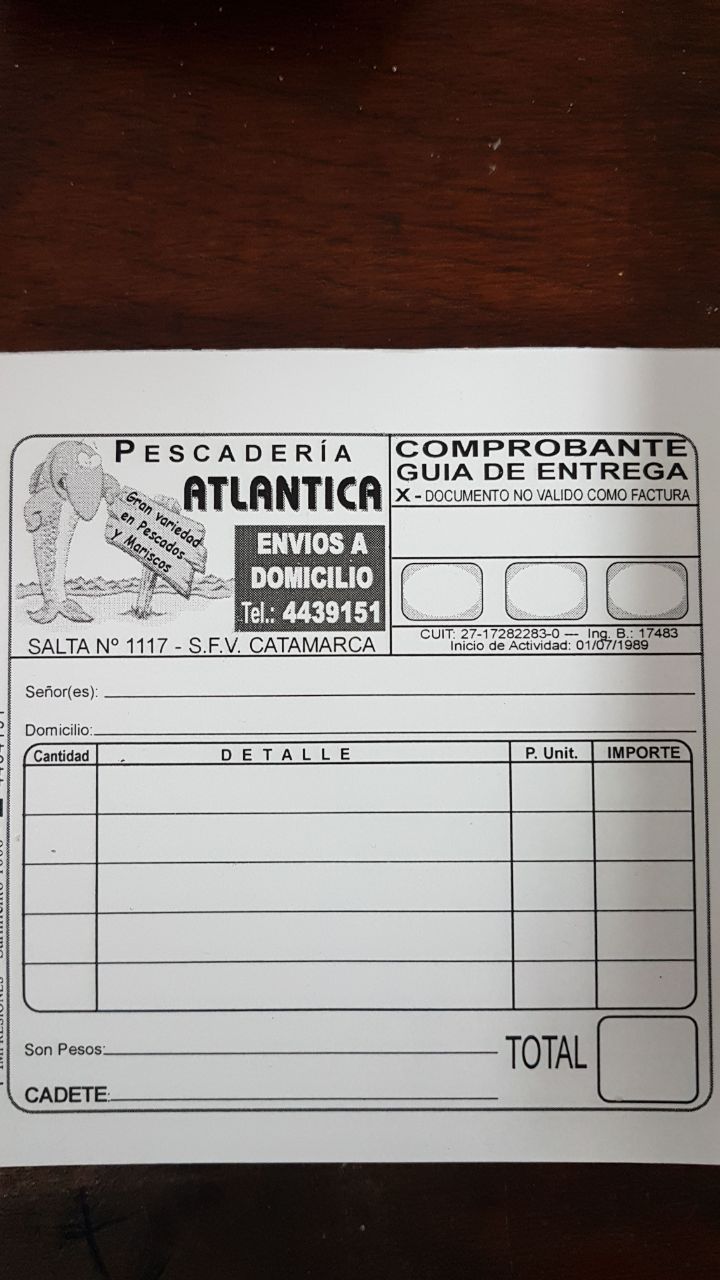 PESCADERÍA
ATLANTICA
Gran variedad
en Pescados
y Mariscos
ENVIOS A
DOMICILIO
Tel.: 4439151
SALTA Nº 1117 - S.F.V. CATAMARCA
COMPROBANTE
GUIA DE ENTREGA
X - DOCUMENTO NO VALIDO COMO FACTURA
CUIT: 27-17282283-0 --- Ing. B.: 17483
Inicio de Actividad: 01/07/1989
Señor(es):
Domicilio:
Cantidad DETALLE P. Unit. IMPORTE
Son Pesos:
TOTAL
CADETE:
IMPRESIONES